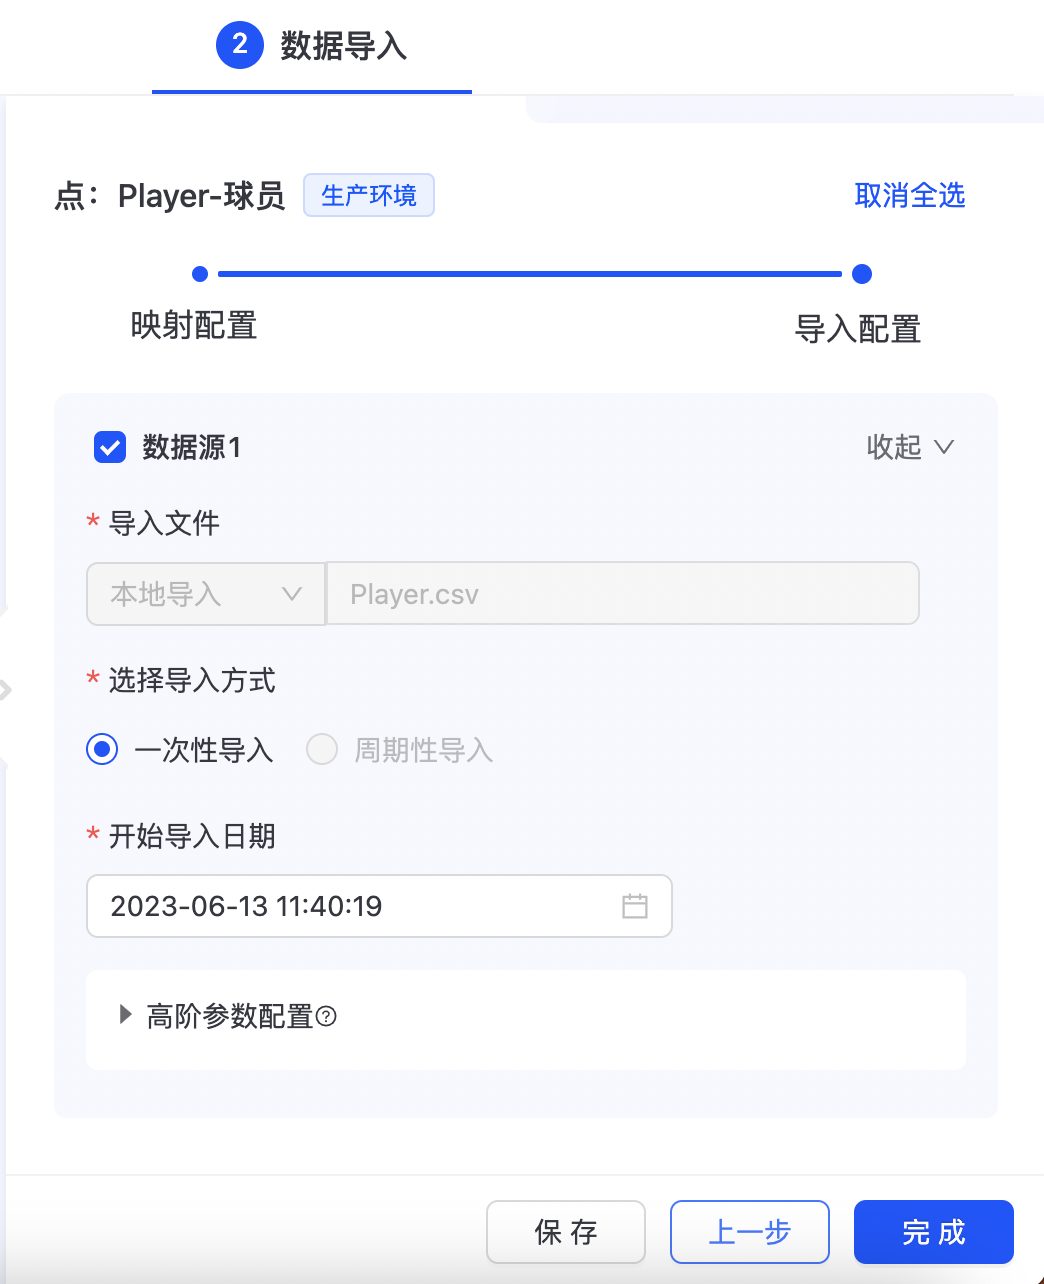 2 数据导入
点：Player-球员 生产环境 取消全选
映射配置 导入配置
数据源1 收起
* 导入文件
本地导入 Player.csv
* 选择导入方式
一次性导入 周期性导入
* 开始导入日期
2023-06-13 11:40:19
高阶参数配置?
保存 上一步 完成